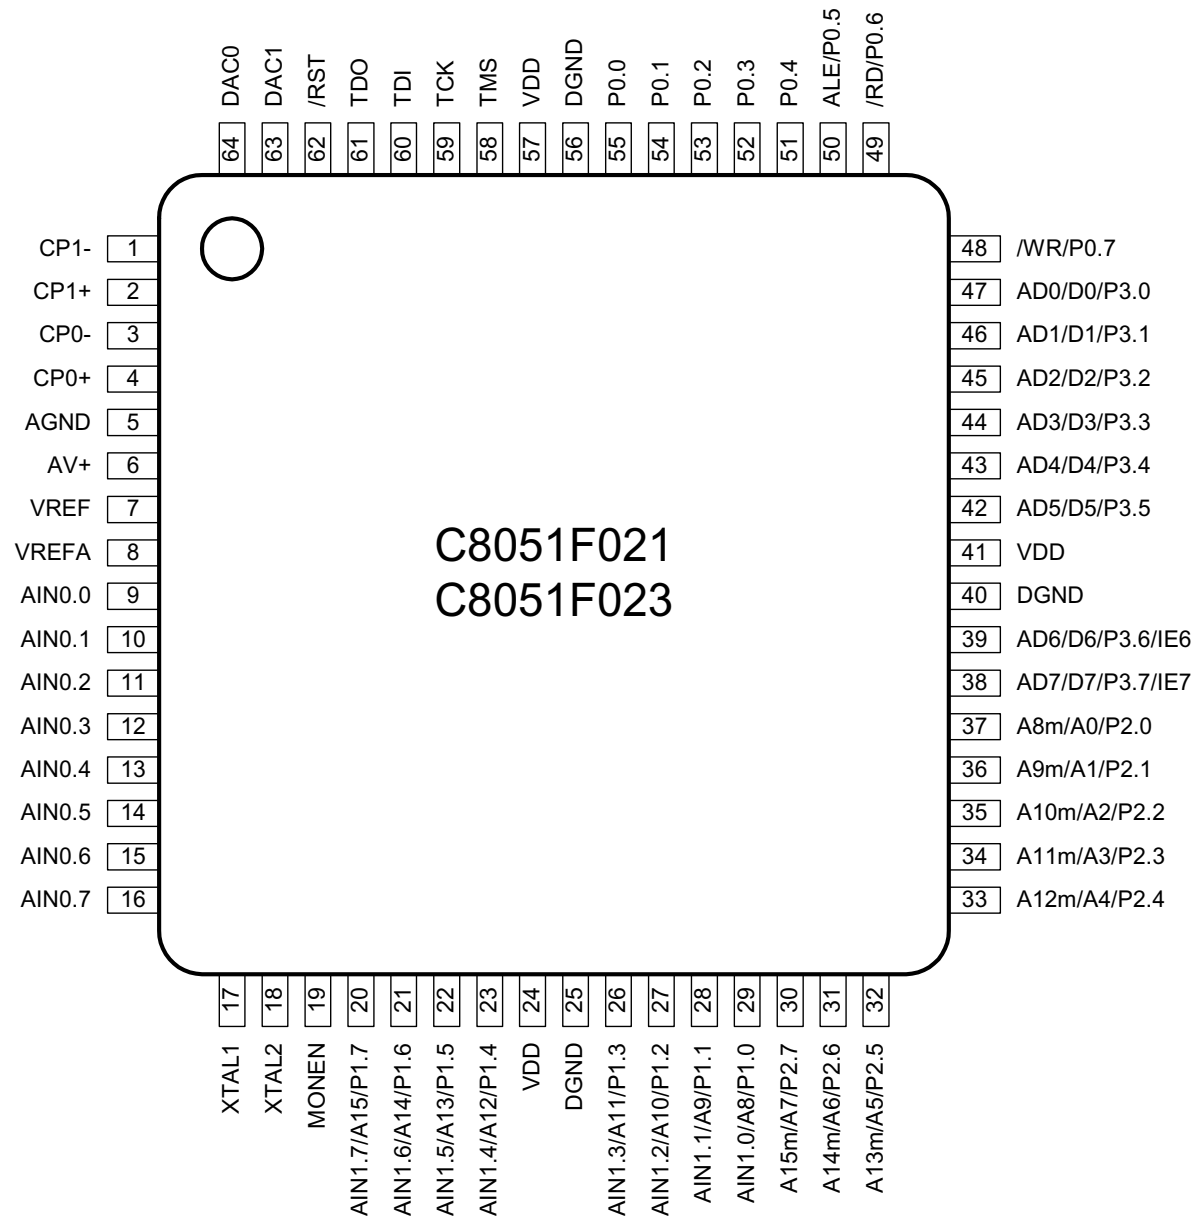 DAC0
DAC1
/RST
TDO
TDI
TCK
TMS
VDD
DGND
P0.0
P0.1
P0.2
P0.3
P0.4
ALE/P0.5
/RD/P0.6
64
63
62
61
60
59
58
57
56
55
54
53
52
51
50
49
CP1- 1
CP1+ 2
CP0- 3
CP0+ 4
AGND 5
AV+ 6
VREF 7
VREFA 8
AIN0.0 9
AIN0.1 10
AIN0.2 11
AIN0.3 12
AIN0.4 13
AIN0.5 14
AIN0.6 15
AIN0.7 16
C8051F021
C8051F023
48 /WR/P0.7
47 AD0/D0/P3.0
46 AD1/D1/P3.1
45 AD2/D2/P3.2
44 AD3/D3/P3.3
43 AD4/D4/P3.4
42 AD5/D5/P3.5
41 VDD
40 DGND
39 AD6/D6/P3.6/IE6
38 AD7/D7/P3.7/IE7
37 A8m/A0/P2.0
36 A9m/A1/P2.1
35 A10m/A2/P2.2
34 A11m/A3/P2.3
33 A12m/A4/P2.4
17
18
19
20
21
22
23
24
25
26
27
28
29
30
31
32
XTAL1
XTAL2
MONEN
AIN1.7/A15/P1.7
AIN1.6/A14/P1.6
AIN1.5/A13/P1.5
AIN1.4/A12/P1.4
VDD
DGND
AIN1.3/A11/P1.3
AIN1.2/A10/P1.2
AIN1.1/A9/P1.1
AIN1.0/A8/P1.0
A15m/A7/P2.7
A14m/A6/P2.6
A13m/A5/P2.5